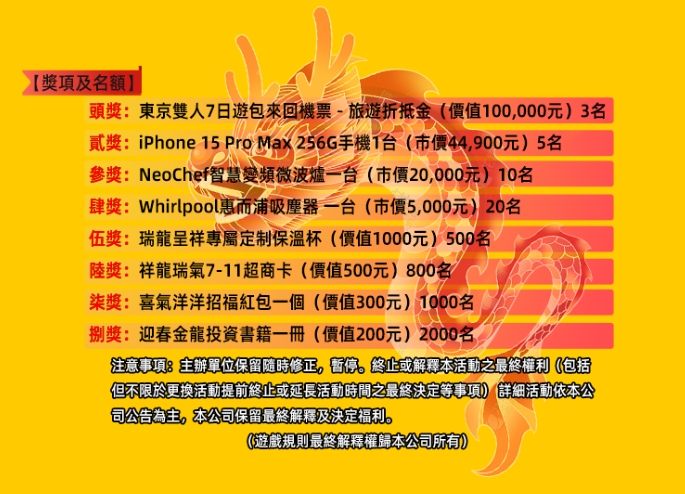 【獎項及名額】
頭獎：東京雙人7日遊包來回機票 - 旅遊折抵金（價值100,000元）3名
貳獎：iPhone 15 Pro Max 256G手機1台（市價44,900元）5名
參獎：NeoChef智慧變頻微波爐一台（市價20,000元）10名
肆獎：Whirlpool惠而浦吸塵器 一台（市價5,000元）20名
伍獎：瑞龍呈祥專屬定制保溫杯（價值1000元）500名
陸獎：祥龍瑞氣7-11超商卡（價值500元）800名
柒獎：喜氣洋洋招福紅包一個（價值300元）1000名
捌獎：迎春金龍投資書籍一冊（價值200元）2000名
注意事項：主辦單位保留隨時修正，暫停。終止或解釋本活動之最終權利（包括
但不限於更換活動提前終止或延長活動時間之最終決定等事項） 詳細活動依本公
司公告為主，本公司保留最終解釋及決定福利。
（遊戲規則最終解釋權歸本公司所有）